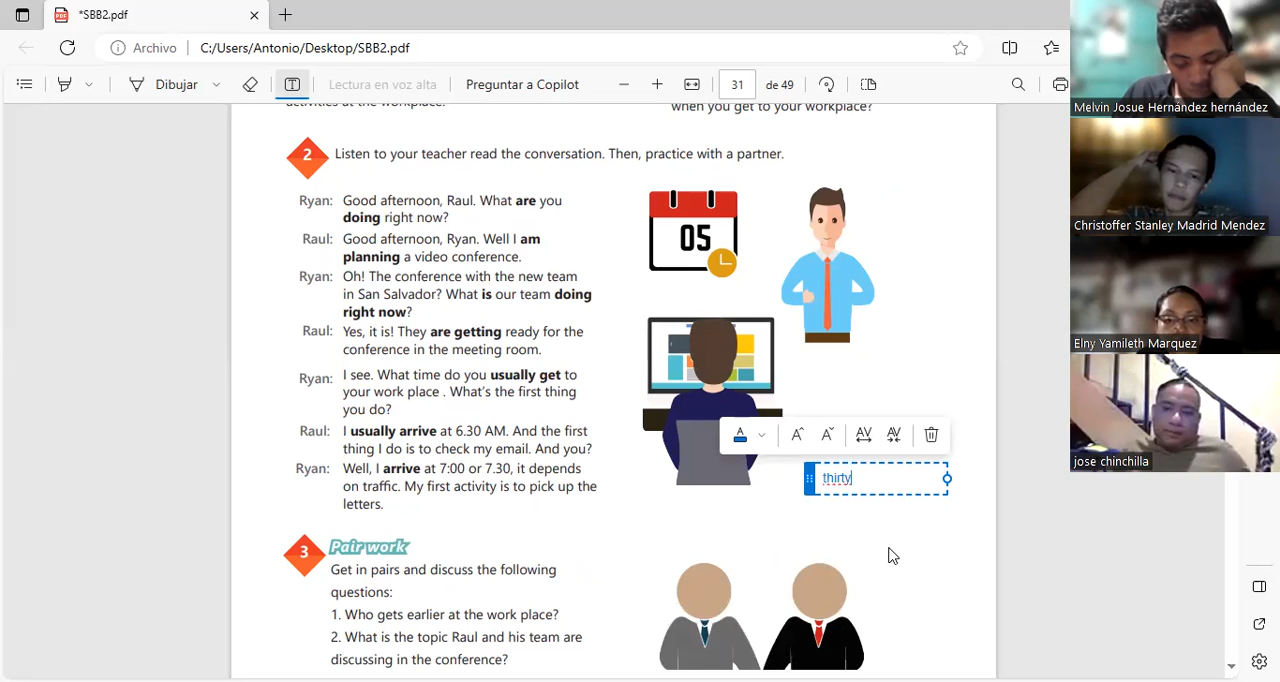 *SBB2.pdf
Archivo
C:/Users/Antonio/Desktop/SBB2.pdf
Dibujar
Lectura en voz alta
Preguntar a Copilot
31
de 49
activities at the workplace.
when you get to your workplace?
2
Listen to your teacher read the conversation. Then, practice with a partner.
Ryan: Good afternoon, Raul. What are you
doing right now?
Raul: Good afternoon, Ryan. Well I am
planning a video conference.
Ryan: Oh! The conference with the new team
in San Salvador? What is our team doing
right now?
Raul: Yes, it is! They are getting ready for the
conference in the meeting room.
Ryan: I see. What time do you usually get to
your work place . What's the first thing
you do?
Raul: I usually arrive at 6.30 AM. And the first
thing I do is to check my email. And you?
Ryan: Well, I arrive at 7:00 or 7.30, it depends
on traffic. My first activity is to pick up the
letters.
05
thirty
3
Pair work
Get in pairs and discuss the following
questions:
1. Who gets earlier at the work place?
2. What is the topic Raul and his team are
discussing in the conference?
Melvin Josue Hernández hernández
Christoffer Stanley Madrid Mendez
Elny Yamileth Marquez
jose chinchilla